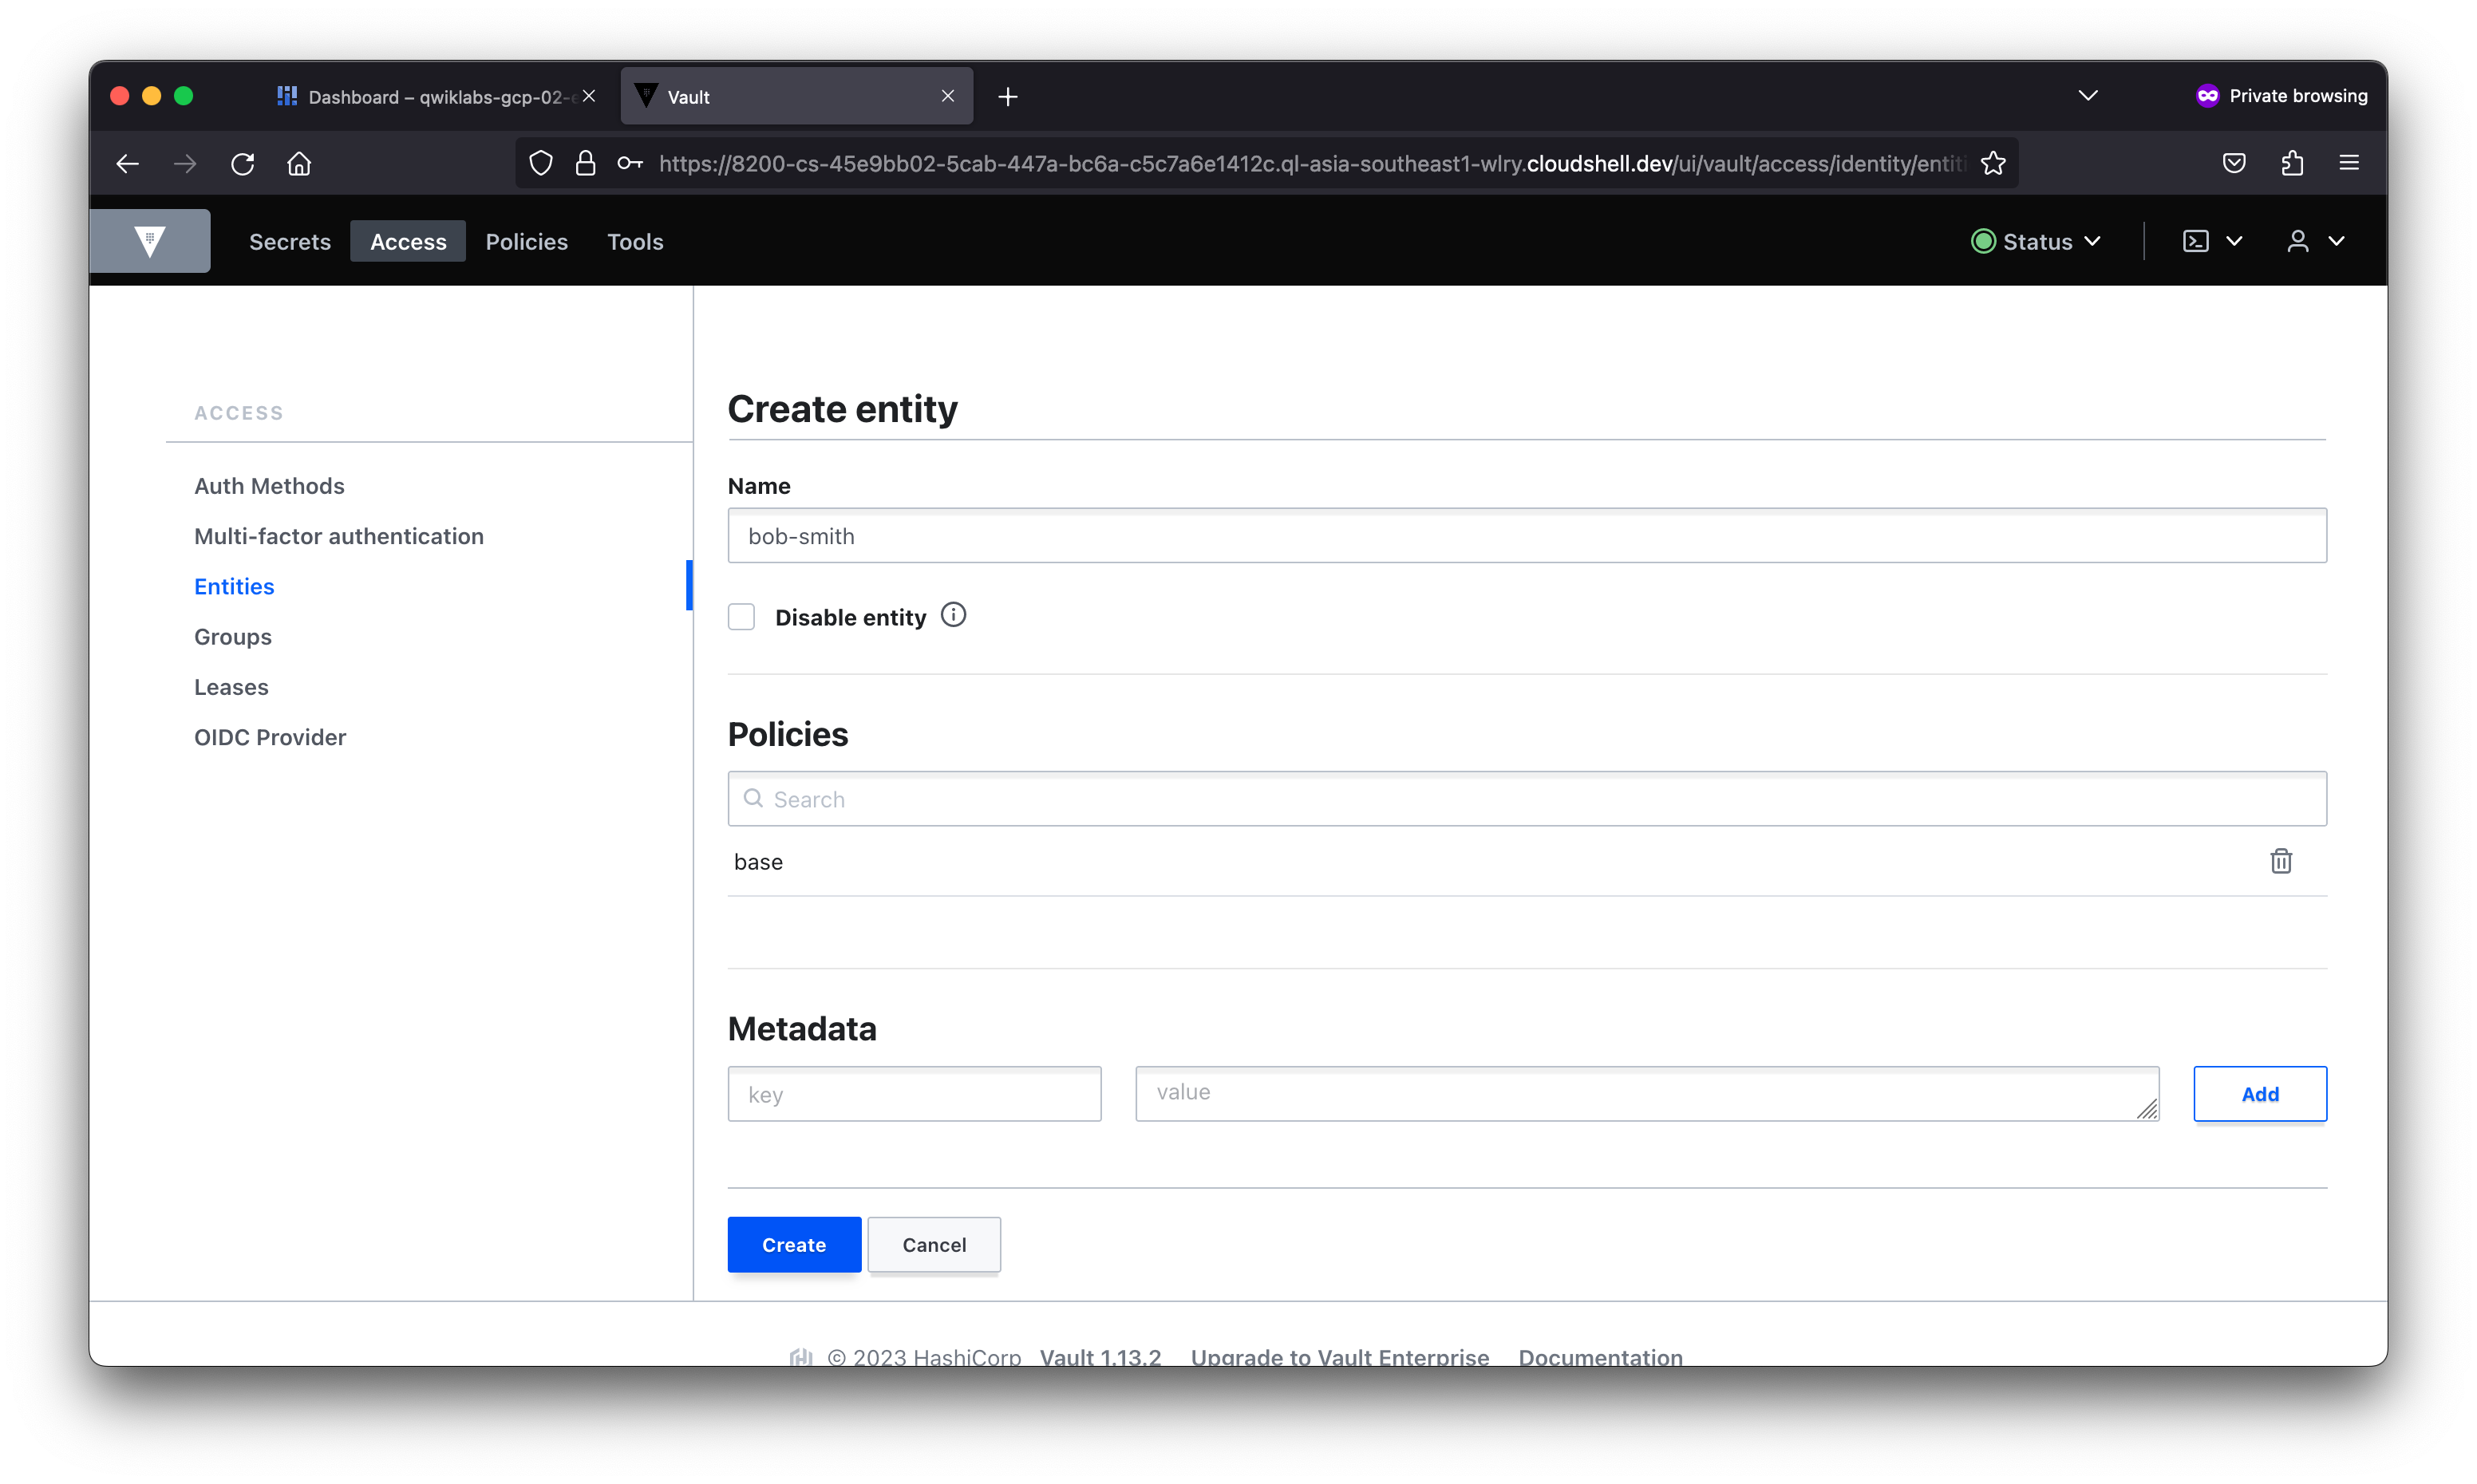 Dashboard – qwiklabs-gcp-02-
Vault
Private browsing
https://8200-cs-45e9bb02-5cab-447a-bc6a-c5c7a6e1412c.ql-asia-southeast1-wlry.cloudshell.dev/ui/vault/access/identity/entiti
Secrets Access Policies Tools Status
ACCESS
Auth Methods
Multi-factor authentication
Entities
Groups
Leases
OIDC Provider
Create entity
Name
bob-smith
Disable entity
Policies
Search
base
Metadata
key value Add
Create Cancel
© 2023 HashiCorp Vault 1.13.2 Upgrade to Vault Enterprise Documentation